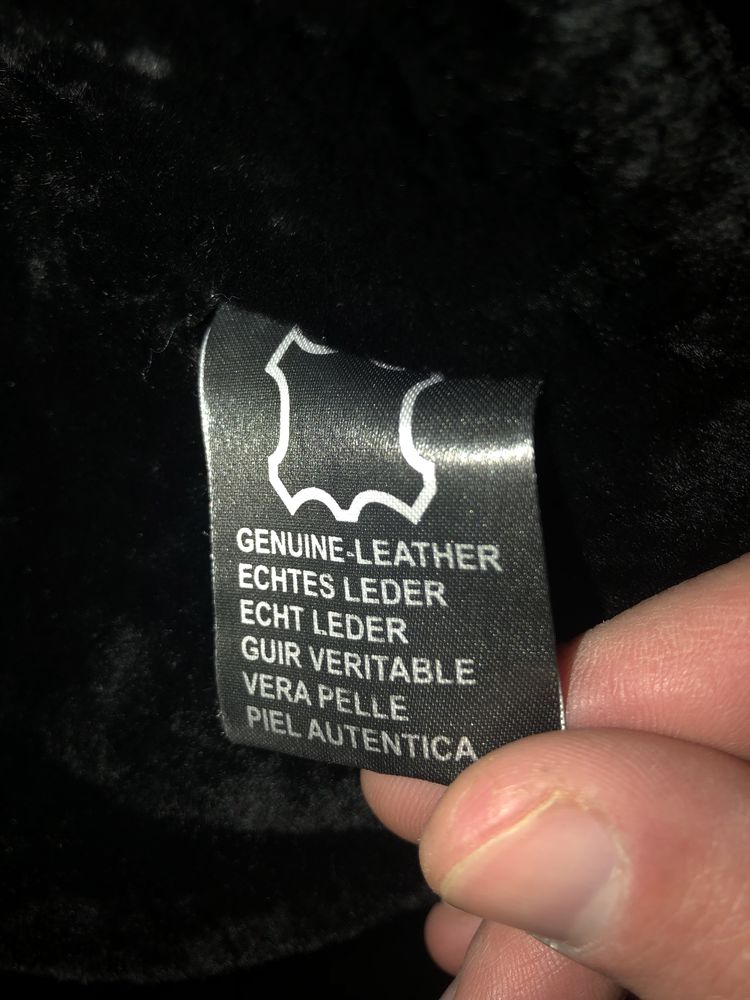 GENUINE-LEATHER
ECHTES LEDER
ECHT LEDER
GUIR VERITABLE
VERA PELLE
PIEL AUTENTICA